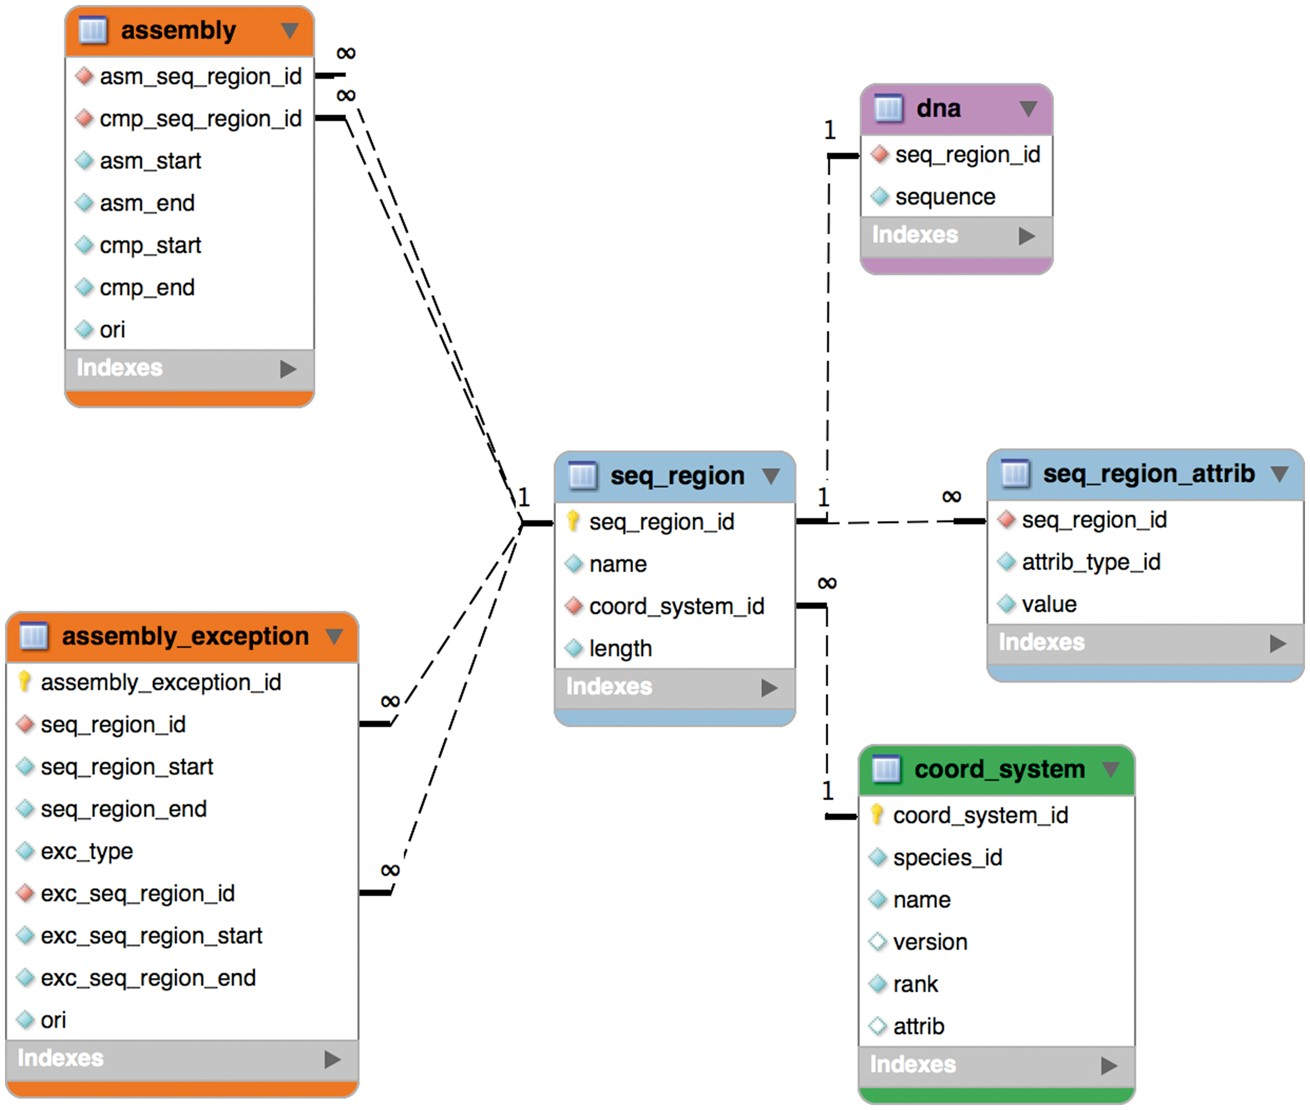 assembly
∞
asm_seq_region_id
∞
cmp_seq_region_id
asm_start
asm_end
cmp_start
cmp_end
ori
Indexes
dna
1
seq_region_id
sequence
Indexes
seq_region
1
1
seq_region_id
name
∞
coord_system_id
length
Indexes
seq_region_attrib
∞
seq_region_id
attrib_type_id
value
Indexes
assembly_exception
assembly_exception_id
∞
seq_region_id
seq_region_start
seq_region_end
exc_type
∞
exc_seq_region_id
exc_seq_region_start
exc_seq_region_end
ori
Indexes
coord_system
1
coord_system_id
species_id
name
version
rank
attrib
Indexes